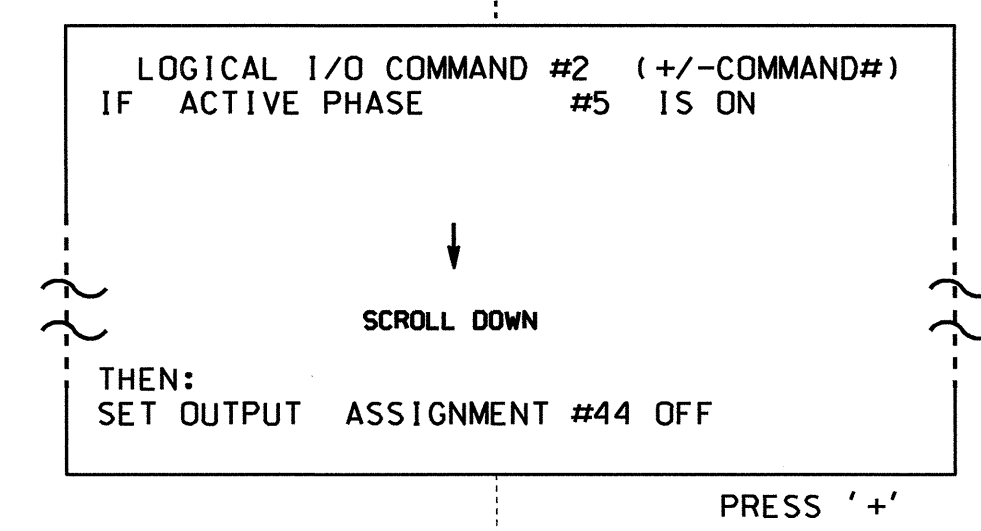 LOGICAL I/O COMMAND #2 (+/-COMMAND#)
IF ACTIVE PHASE #5 IS ON
SCROLL DOWN
THEN:
SET OUTPUT ASSIGNMENT #44 OFF
PRESS '+'